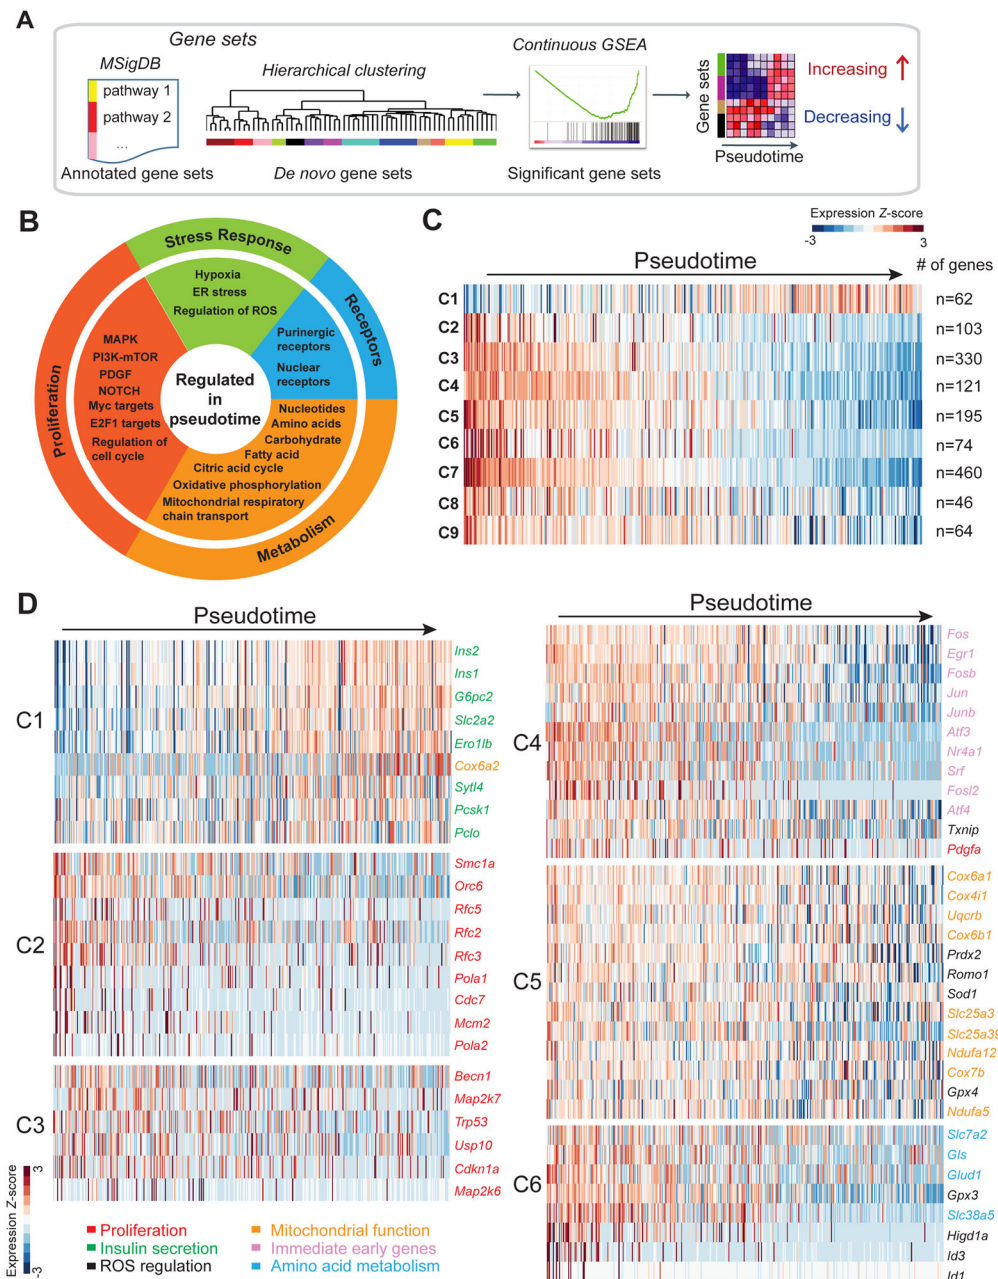 A
Gene sets
MSigDB
pathway 1
pathway 2
...
Annotated gene sets
Hierarchical clustering
De novo gene sets
Continuous GSEA
Significant gene sets
Gene sets
Pseudotime
Increasing
Decreasing
B
Stress Response
Hypoxia
ER stress
Regulation of ROS
Receptors
Purinergic
receptors
Nuclear
receptors
Proliferation
MAPK
PI3K-mTOR
PDGF
NOTCH
Myc targets
E2F1 targets
Regulation of
cell cycle
Regulated
in
pseudotime
Nucleotides
Amino acids
Carbohydrate
Fatty acid
Citric acid cycle
Oxidative phosphorylation
Mitochondrial respiratory
chain transport
Metabolism
C
Expression Z-score
-3 3
Pseudotime
# of genes
C1 n=62
C2 n=103
C3 n=330
C4 n=121
C5 n=195
C6 n=74
C7 n=460
C8 n=46
C9 n=64
D
Pseudotime
C1
Ins2
Ins1
G6pc2
Slc2a2
Ero1lb
Cox6a2
Sytl4
Pcsk1
Pclo
C2
Smc1a
Orc6
Rfc5
Rfc2
Rfc3
Pola1
Cdc7
Mcm2
Pola2
C3
Becn1
Map2k7
Trp53
Usp10
Cdkn1a
Map2k6
Expression Z-score
3
-3
Proliferation
Insulin secretion
ROS regulation
Mitochondrial function
Immediate early genes
Amino acid metabolism
Pseudotime
C4
Fos
Egr1
Fosb
Jun
Junb
Atf3
Nr4a1
Srf
Fosl2
Atf4
Txnip
Pdgfa
C5
Cox6a1
Cox4i1
Uqcrb
Cox6b1
Prdx2
Romo1
Sod1
Slc25a3
Slc25a39
Ndufa12
Cox7b
Gpx4
Ndufa5
C6
Slc7a2
Gls
Glud1
Gpx3
Slc38a5
Higd1a
Id3
Id1